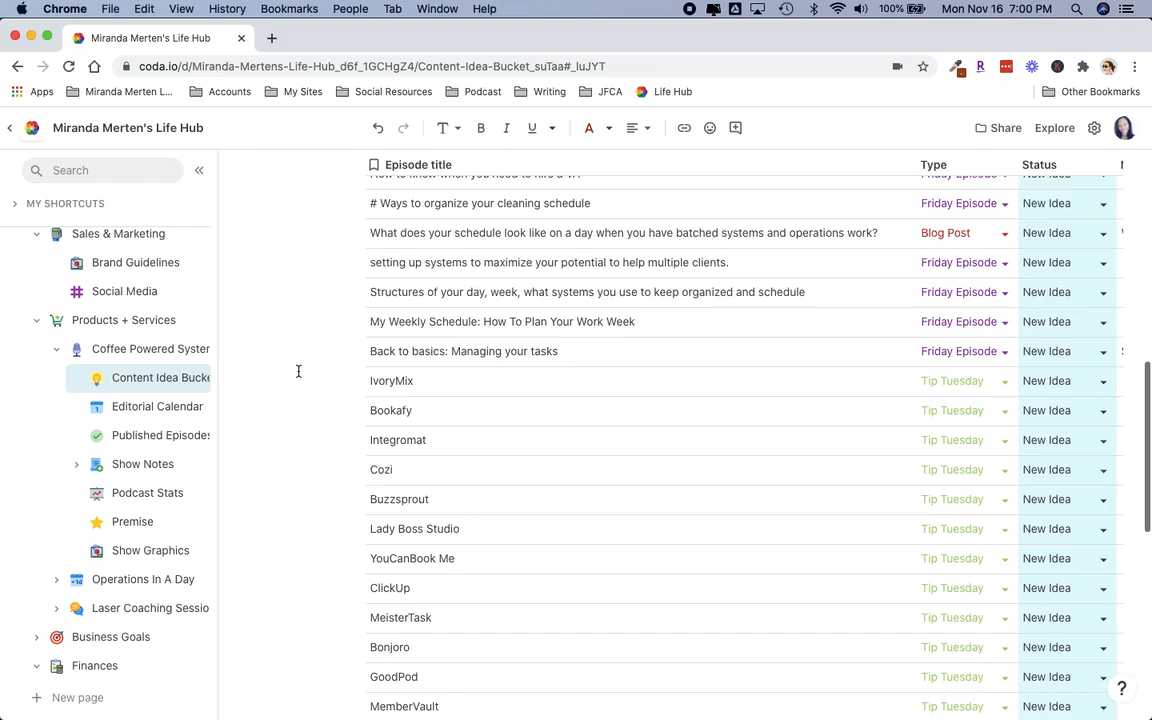 Chrome File Edit View History Bookmarks People Tab Window Help 100% Mon Nov 16 7:00 PM
Miranda Merten's Life Hub
coda.io/d/Miranda-Mertens-Life-Hub_d6f_1GCHgZ4/Content-Idea-Bucket_suTaa#_luJYT
Apps Miranda Merten L... Accounts My Sites Social Resources Podcast Writing JFCA Life Hub Other Bookmarks
Miranda Merten's Life Hub Share Explore
Search
MY SHORTCUTS
Sales & Marketing
Brand Guidelines
Social Media
Products + Services
Coffee Powered Syster
Content Idea Bucke
Editorial Calendar
Published Episodes
Show Notes
Podcast Stats
Premise
Show Graphics
Operations In A Day
Laser Coaching Sessio
Business Goals
Finances
New page
Episode title Type Status
How to know when you need to hire a VA Friday Episode New Idea
# Ways to organize your cleaning schedule Friday Episode New Idea
What does your schedule look like on a day when you have batched systems and operations work? Blog Post New Idea
setting up systems to maximize your potential to help multiple clients. Friday Episode New Idea
Structures of your day, week, what systems you use to keep organized and schedule Friday Episode New Idea
My Weekly Schedule: How To Plan Your Work Week Friday Episode New Idea
Back to basics: Managing your tasks Friday Episode New Idea
IvoryMix Tip Tuesday New Idea
Bookafy Tip Tuesday New Idea
Integromat Tip Tuesday New Idea
Cozi Tip Tuesday New Idea
Buzzsprout Tip Tuesday New Idea
Lady Boss Studio Tip Tuesday New Idea
YouCanBook Me Tip Tuesday New Idea
ClickUp Tip Tuesday New Idea
MeisterTask Tip Tuesday New Idea
Bonjoro Tip Tuesday New Idea
GoodPod Tip Tuesday New Idea
MemberVault Tip Tuesday New Idea
?